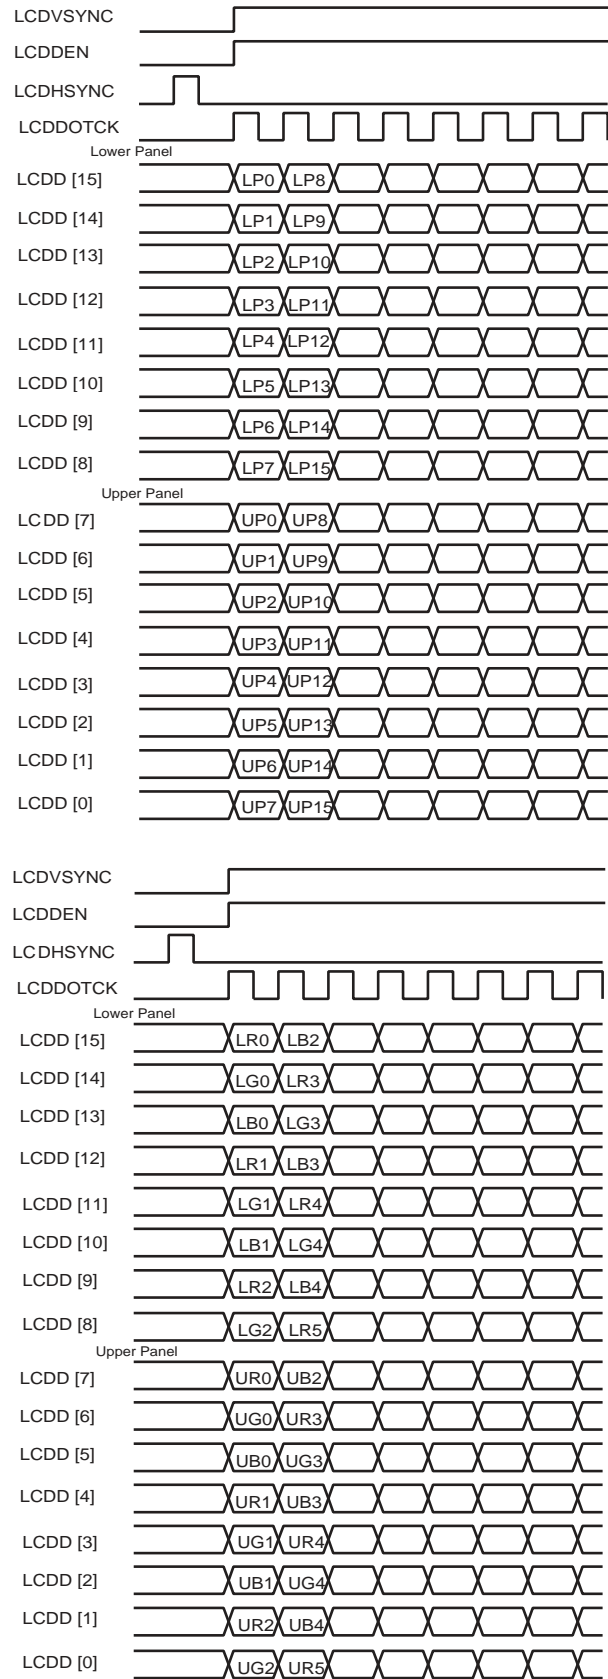 LCDVSYNC
LCDDEN
LCDHSYNC
LCDDOTCK
Lower Panel
LCDD [15] LP0 LP8
LCDD [14] LP1 LP9
LCDD [13] LP2 LP10
LCDD [12] LP3 LP11
LCDD [11] LP4 LP12
LCDD [10] LP5 LP13
LCDD [9] LP6 LP14
LCDD [8] LP7 LP15
Upper Panel
LCDD [7] UP0 UP8
LCDD [6] UP1 UP9
LCDD [5] UP2 UP10
LCDD [4] UP3 UP11
LCDD [3] UP4 UP12
LCDD [2] UP5 UP13
LCDD [1] UP6 UP14
LCDD [0] UP7 UP15
LCDVSYNC
LCDDEN
LCDHSYNC
LCDDOTCK
Lower Panel
LCDD [15] LR0 LB2
LCDD [14] LG0 LR3
LCDD [13] LB0 LG3
LCDD [12] LR1 LB3
LCDD [11] LG1 LR4
LCDD [10] LB1 LG4
LCDD [9] LR2 LB4
LCDD [8] LG2 LR5
Upper Panel
LCDD [7] UR0 UB2
LCDD [6] UG0 UR3
LCDD [5] UB0 UG3
LCDD [4] UR1 UB3
LCDD [3] UG1 UR4
LCDD [2] UB1 UG4
LCDD [1] UR2 UB4
LCDD [0] UG2 UR5